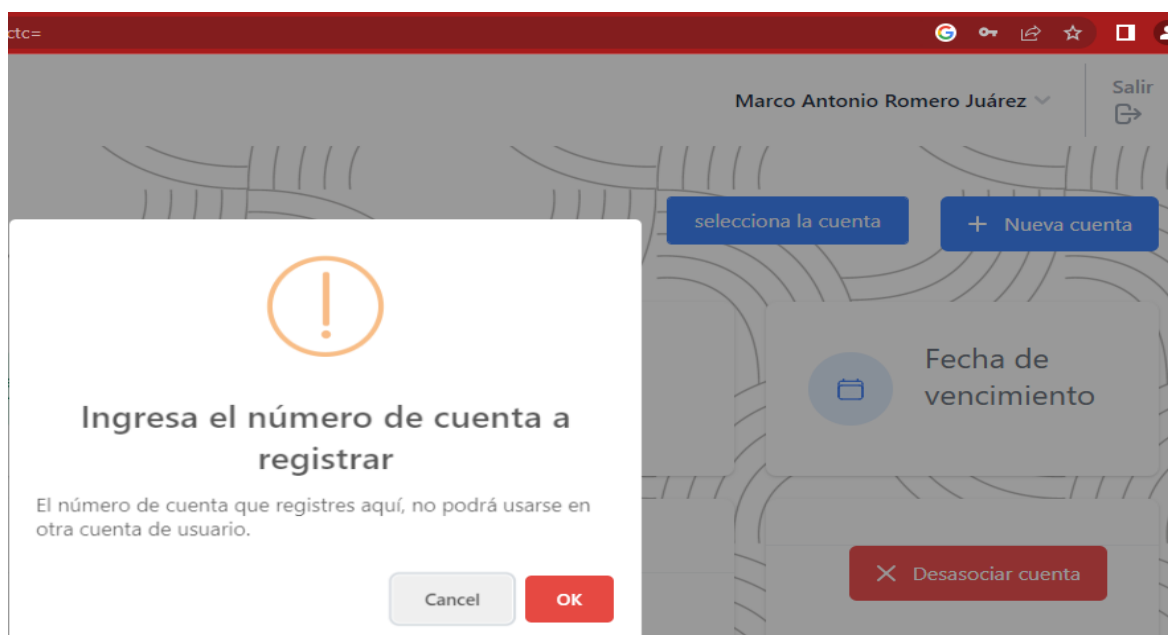 ctc=
Marco Antonio Romero Juárez
Salir
selecciona la cuenta
+ Nueva cuenta
Fecha de
vencimiento
Ingresa el número de cuenta a
registrar
El número de cuenta que registres aquí, no podrá usarse en
otra cuenta de usuario.
Cancel
OK
Desasociar cuenta